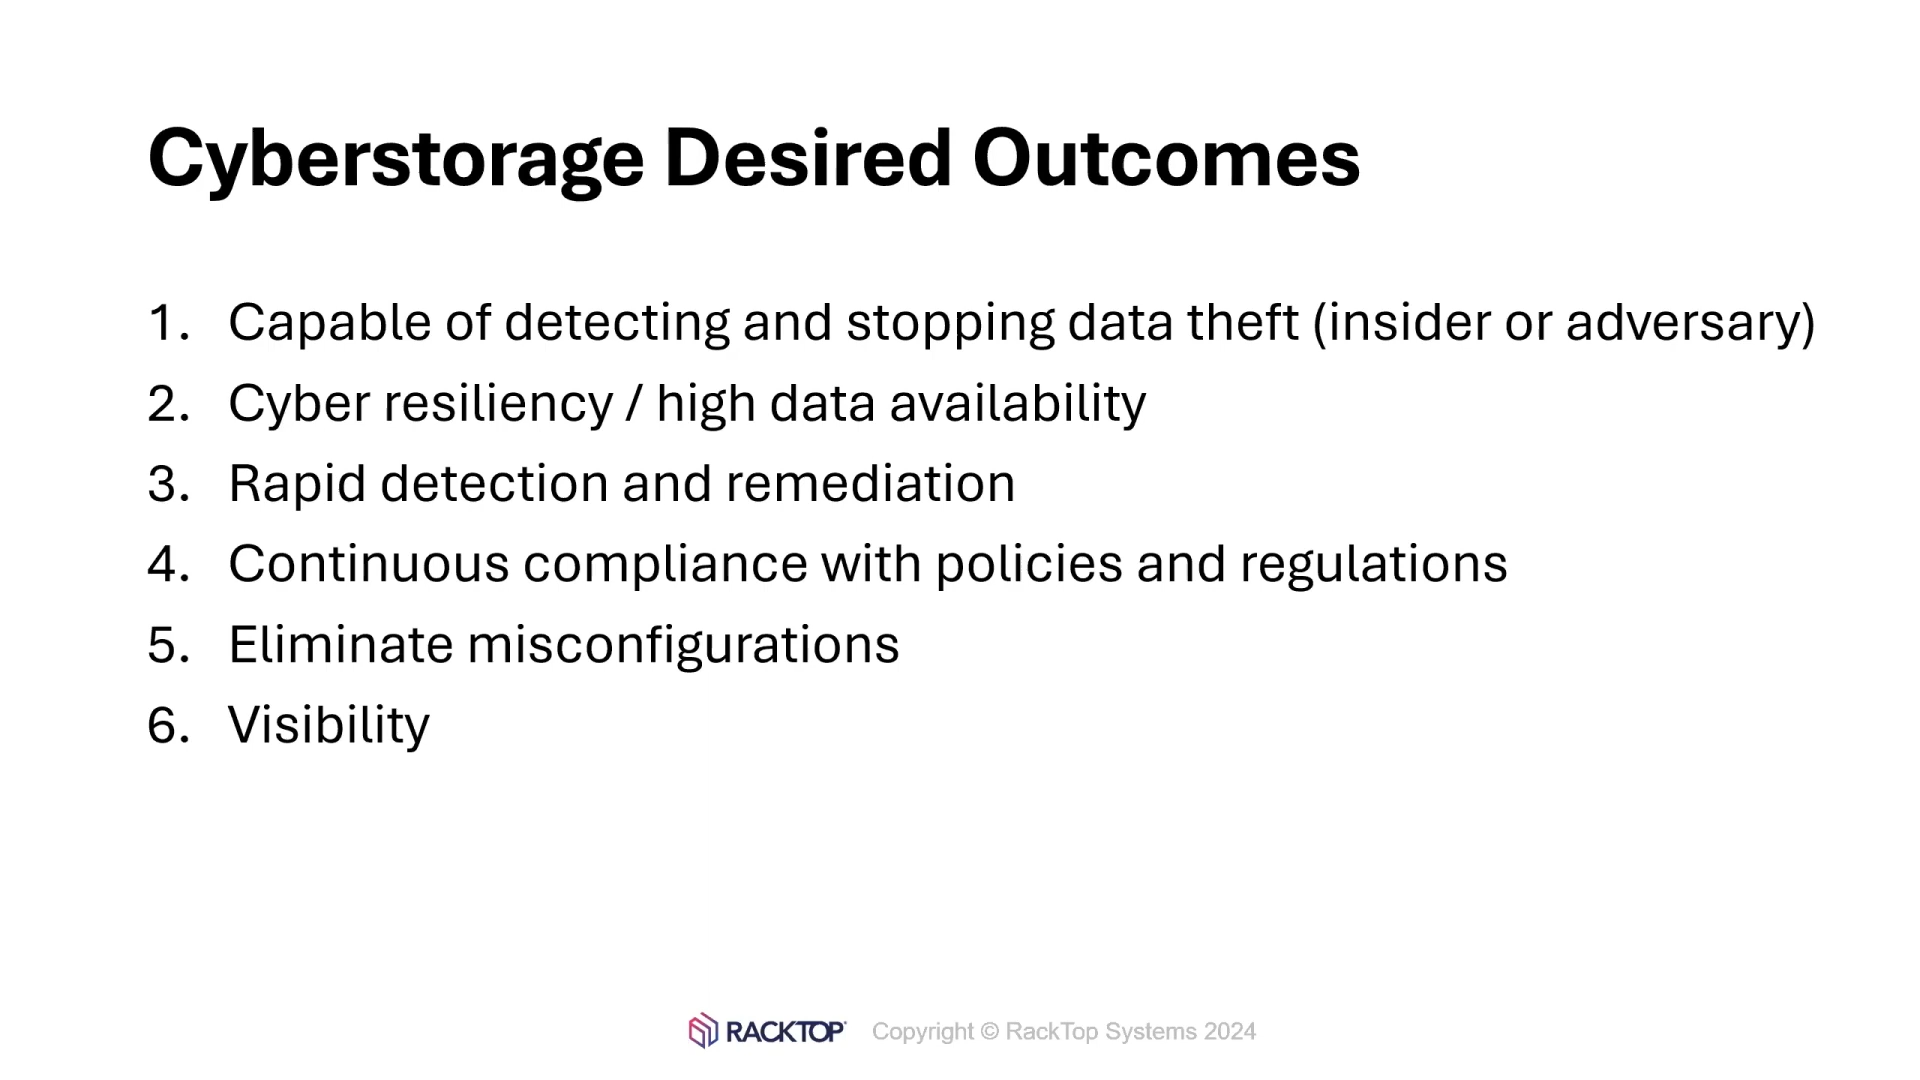 Cyberstorage Desired Outcomes
1. Capable of detecting and stopping data theft (insider or adversary)
2. Cyber resiliency / high data availability
3. Rapid detection and remediation
4. Continuous compliance with policies and regulations
5. Eliminate misconfigurations
6. Visibility
RACKTOP Copyright © RackTop Systems 2024